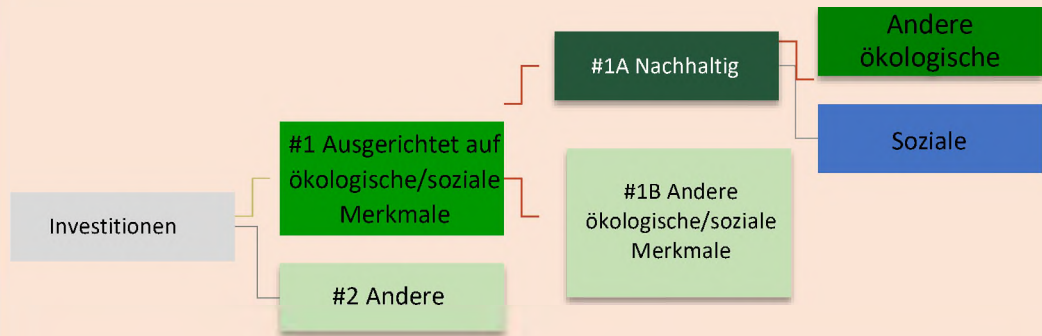 Investitionen
#1 Ausgerichtet auf
ökologische/soziale
Merkmale
#2 Andere
#1A Nachhaltig
#1B Andere
ökologische/soziale
Merkmale
Andere
ökologische
Soziale